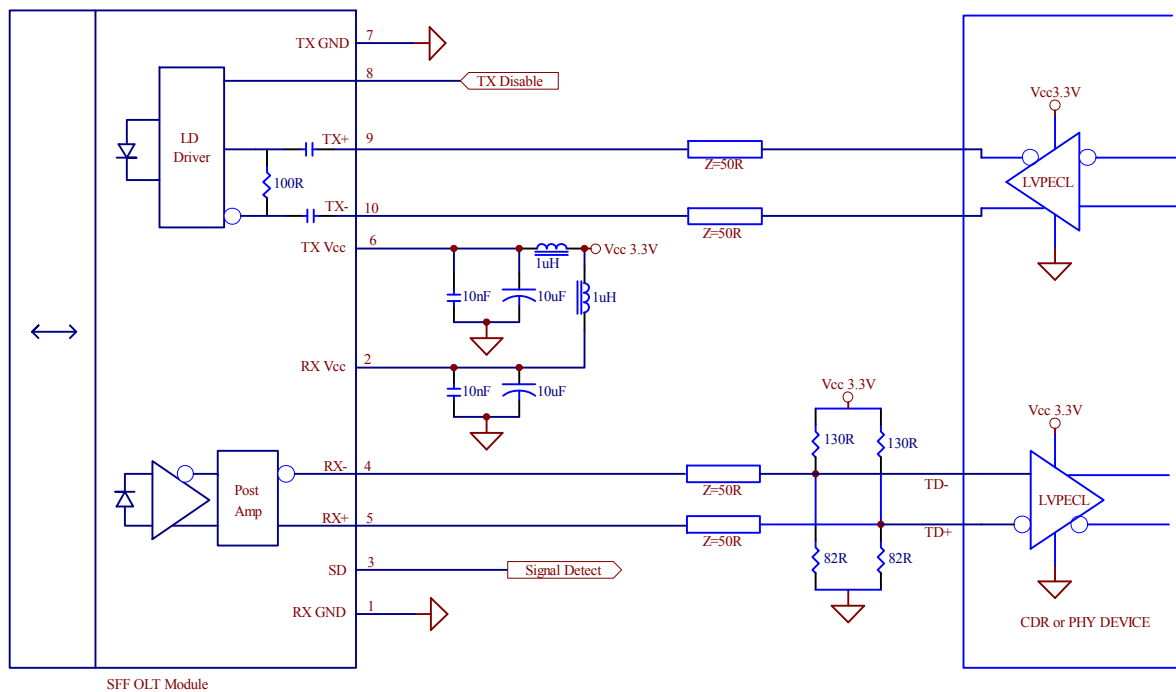 TX GND
7
8
TX Disable
LD
Driver
TX+
9
100R
TX-
10
Z=50R
Z=50R
Vcc3.3V
LVPECL
TX Vcc
6
1uH
Vcc 3.3V
10nF
10uF
1uH
RX Vcc
2
10nF
10uF
Vcc 3.3V
130R
130R
Vcc 3.3V
RX-
4
Z=50R
TD-
Post
Amp
LVPECL
RX+
5
Z=50R
TD+
82R
82R
SD
3
Signal Detect
RX GND
1
CDR or PHY DEVICE
SFF OLT Module